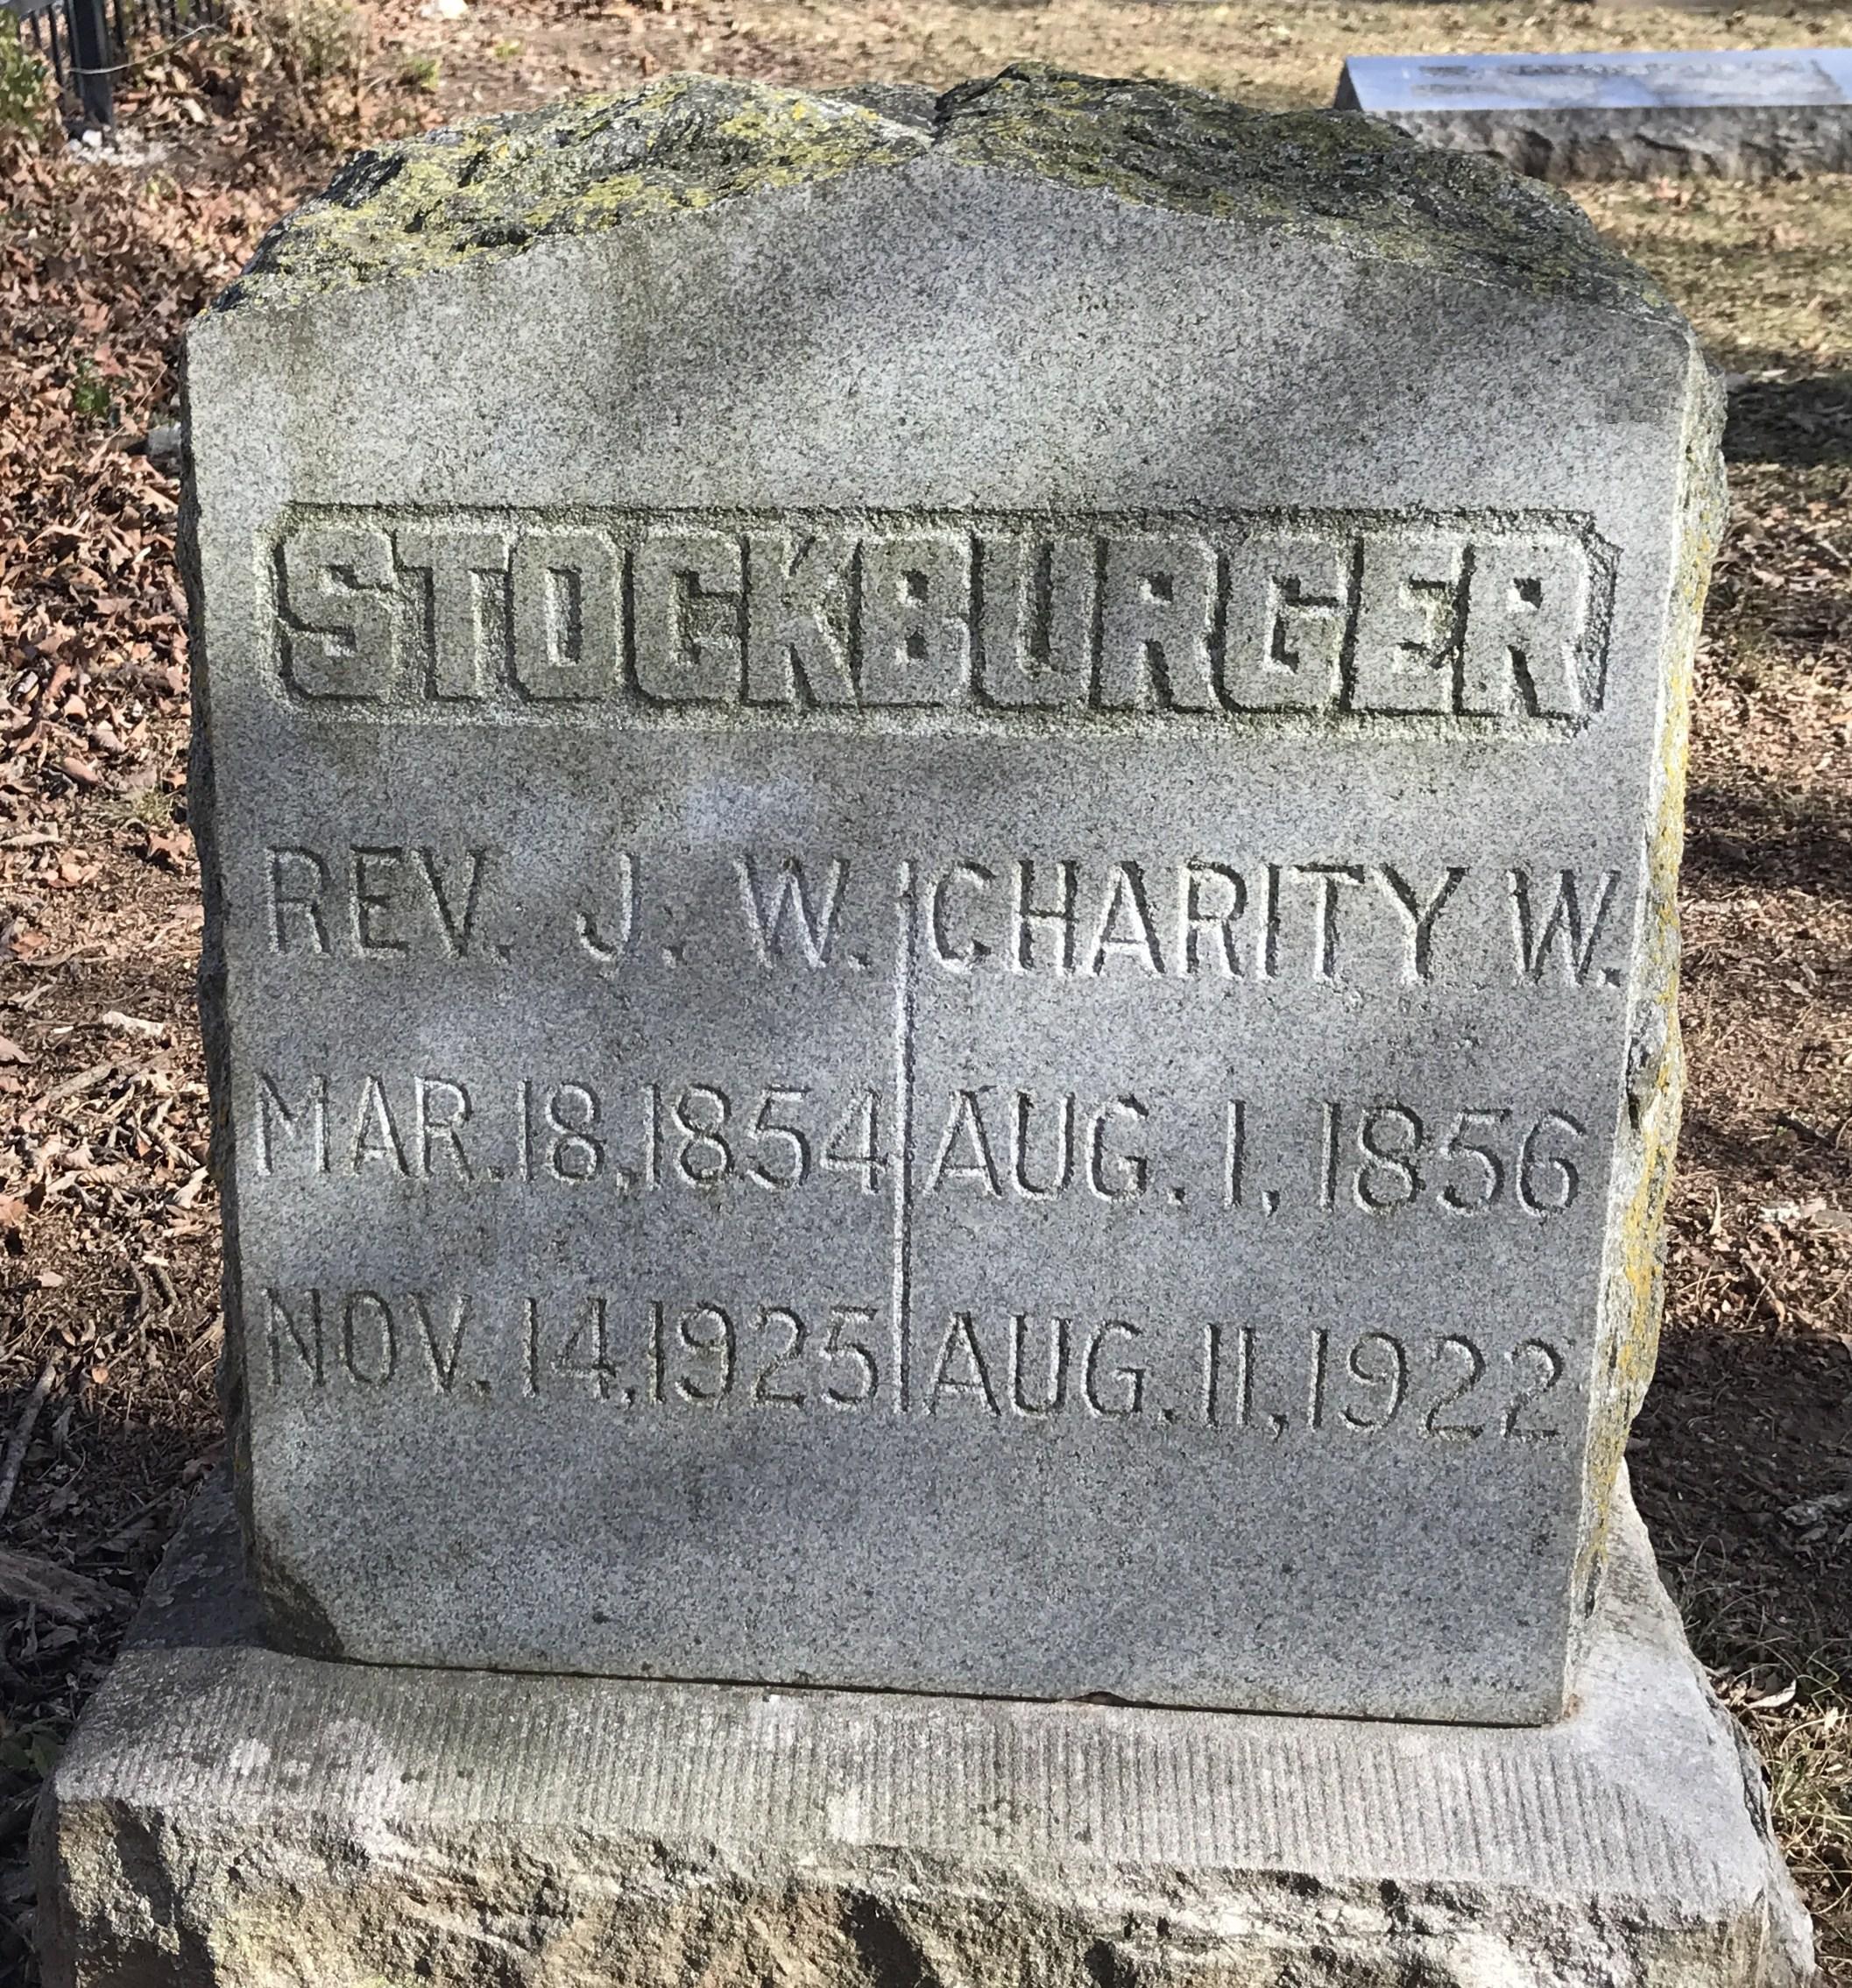 STOCKBURGER
REV. J. W.
MAR. 18, 1854
NOV. 14, 1925
CHARITY W.
AUG. 1, 1856
AUG. 11, 1922